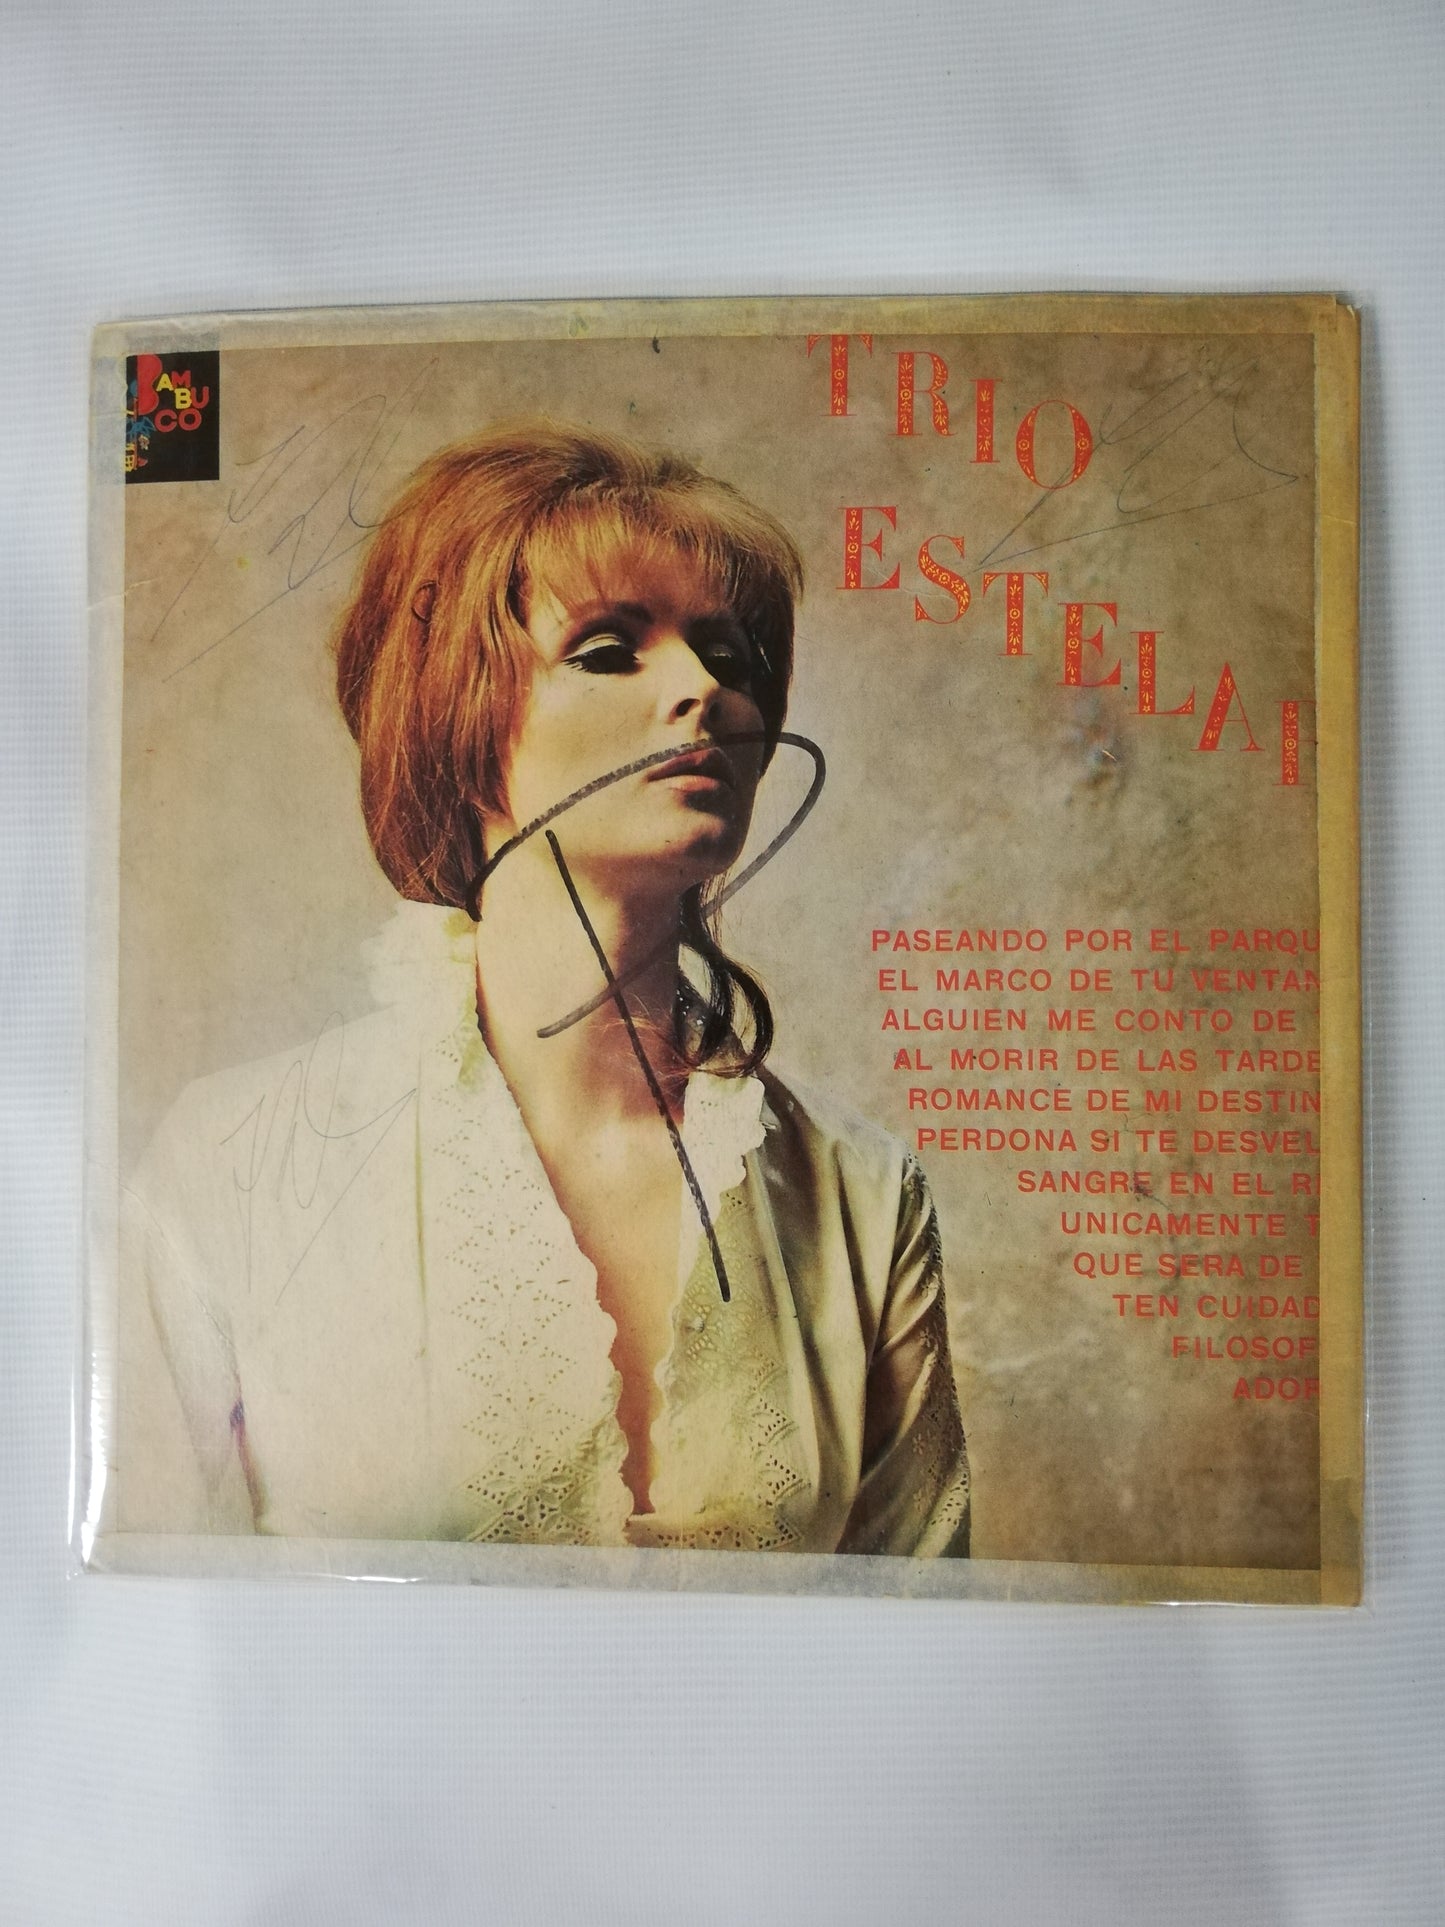 BAMBUCO
TRIO
ESTELAR
PASEANDO POR EL PARQU
EL MARCO DE TU VENTAN
ALGUIEN ME CONTO DE
AL MORIR DE LAS TARDE
ROMANCE DE MI DESTIN
PERDONA SI TE DESVEL
SANGRE EN EL R
UNICAMENTE T
QUE SERA DE
TEN CUIDAD
FILOSOF
ADOR